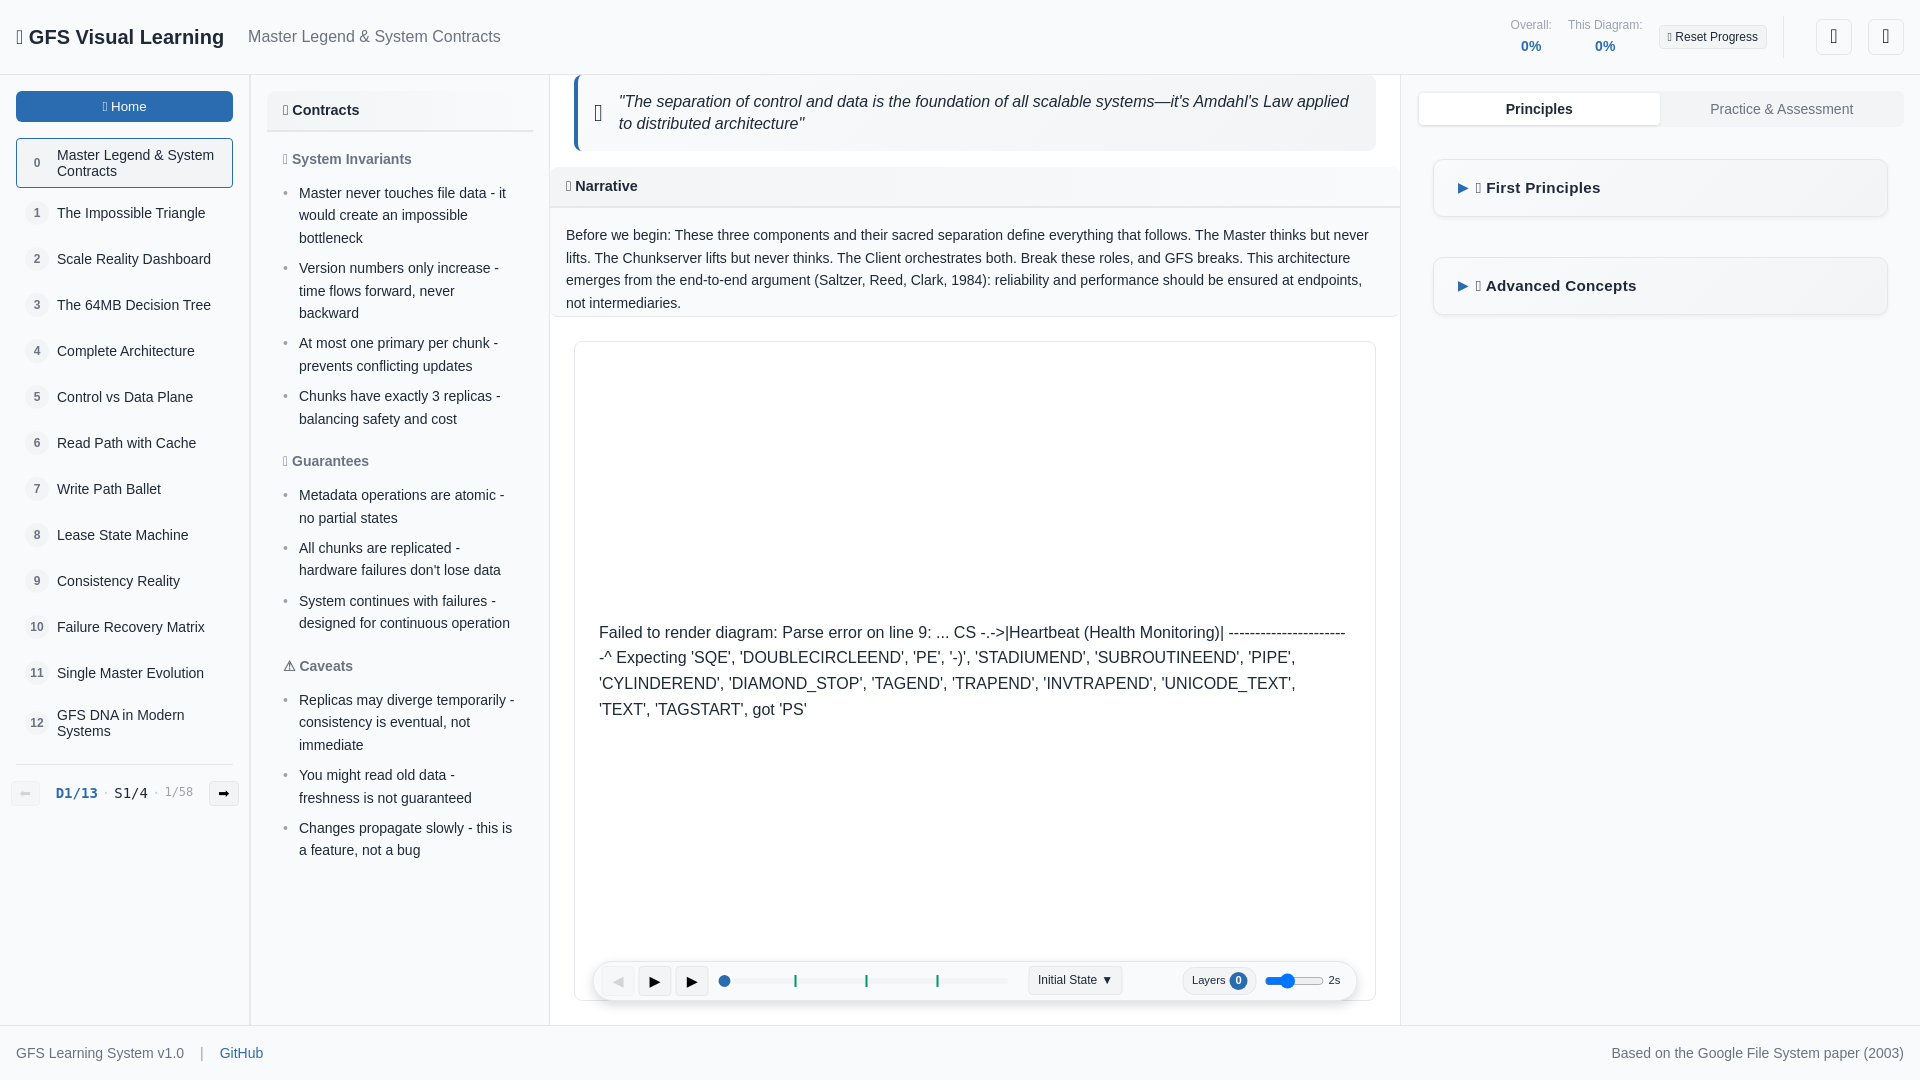 GFS Visual Learning
Master Legend & System Contracts
Overall:
0%
This Diagram:
0%
Reset Progress
Home
0
Master Legend & System
Contracts
1
The Impossible Triangle
2
Scale Reality Dashboard
3
The 64MB Decision Tree
4
Complete Architecture
5
Control vs Data Plane
6
Read Path with Cache
7
Write Path Ballet
8
Lease State Machine
9
Consistency Reality
10
Failure Recovery Matrix
11
Single Master Evolution
12
GFS DNA in Modern
Systems
D1/13 · S1/4 · 1/58
Contracts
System Invariants
• Master never touches file data - it
would create an impossible
bottleneck
• Version numbers only increase -
time flows forward, never
backward
• At most one primary per chunk -
prevents conflicting updates
• Chunks have exactly 3 replicas -
balancing safety and cost
Guarantees
• Metadata operations are atomic -
no partial states
• All chunks are replicated -
hardware failures don't lose data
• System continues with failures -
designed for continuous operation
⚠ Caveats
• Replicas may diverge temporarily -
consistency is eventual, not
immediate
• You might read old data -
freshness is not guaranteed
• Changes propagate slowly - this is
a feature, not a bug
"The separation of control and data is the foundation of all scalable systems—it's Amdahl's Law applied
to distributed architecture"
Narrative
Before we begin: These three components and their sacred separation define everything that follows. The Master thinks but never
lifts. The Chunkserver lifts but never thinks. The Client orchestrates both. Break these roles, and GFS breaks. This architecture
emerges from the end-to-end argument (Saltzer, Reed, Clark, 1984): reliability and performance should be ensured at endpoints,
not intermediaries.
Failed to render diagram: Parse error on line 9: ... CS -.->|Heartbeat (Health Monitoring)| ----------------------
-^ Expecting 'SQE', 'DOUBLECIRCLEEND', 'PE', '-)', 'STADIUMEND', 'SUBROUTINEEND', 'PIPE',
'CYLINDEREND', 'DIAMOND_STOP', 'TAGEND', 'TRAPEND', 'INVTRAPEND', 'UNICODE_TEXT',
'TEXT', 'TAGSTART', got 'PS'
Initial State ▼
Layers 0
2s
Principles
Practice & Assessment
▶ First Principles
▶ Advanced Concepts
GFS Learning System v1.0 | GitHub
Based on the Google File System paper (2003)